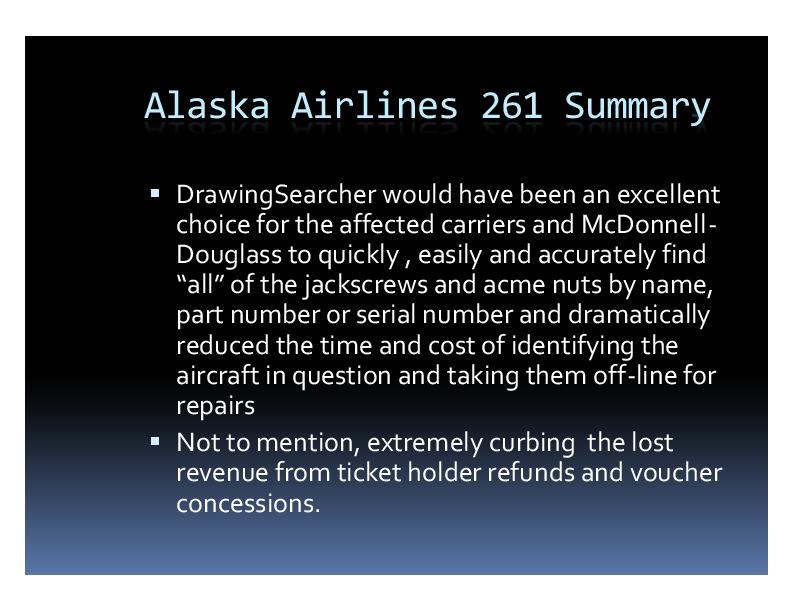 Alaska Airlines 261 Summary
▪ DrawingSearcher would have been an excellent
choice for the affected carriers and McDonnell-
Douglass to quickly , easily and accurately find
“all” of the jackscrews and acme nuts by name,
part number or serial number and dramatically
reduced the time and cost of identifying the
aircraft in question and taking them off-line for
repairs
▪ Not to mention, extremely curbing  the lost
revenue from ticket holder refunds and voucher
concessions.